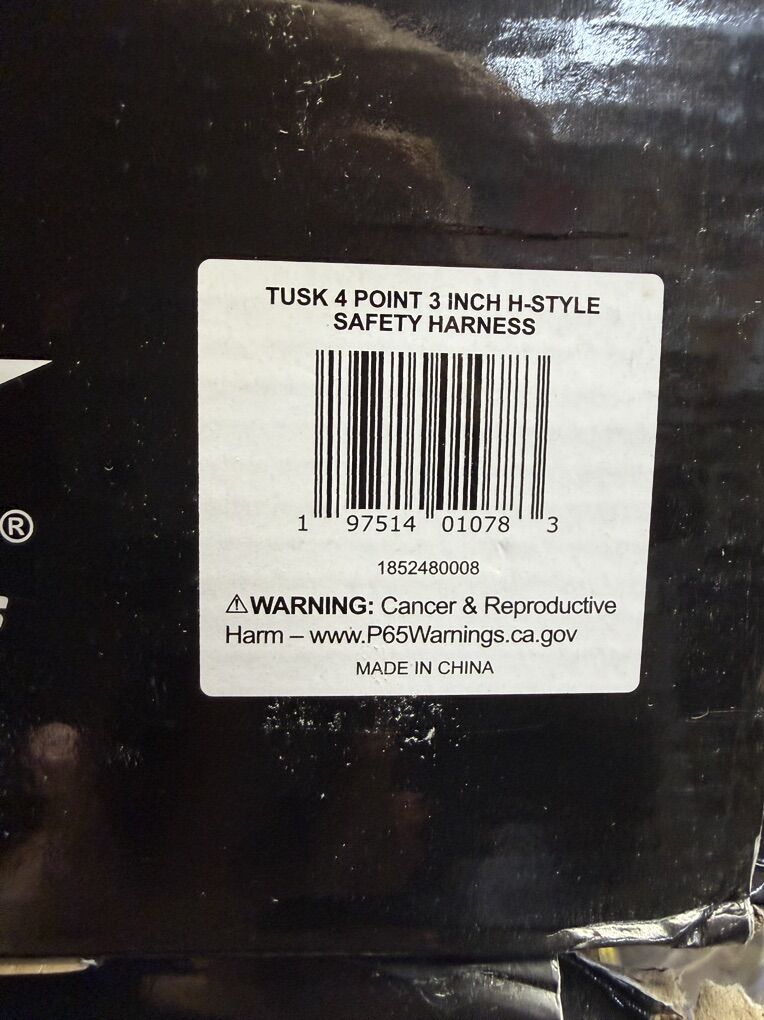 TUSK 4 POINT 3 INCH H-STYLE
SAFETY HARNESS
1 97514 01078 3
1852480008
⚠WARNING: Cancer & Reproductive
Harm – www.P65Warnings.ca.gov
MADE IN CHINA
®